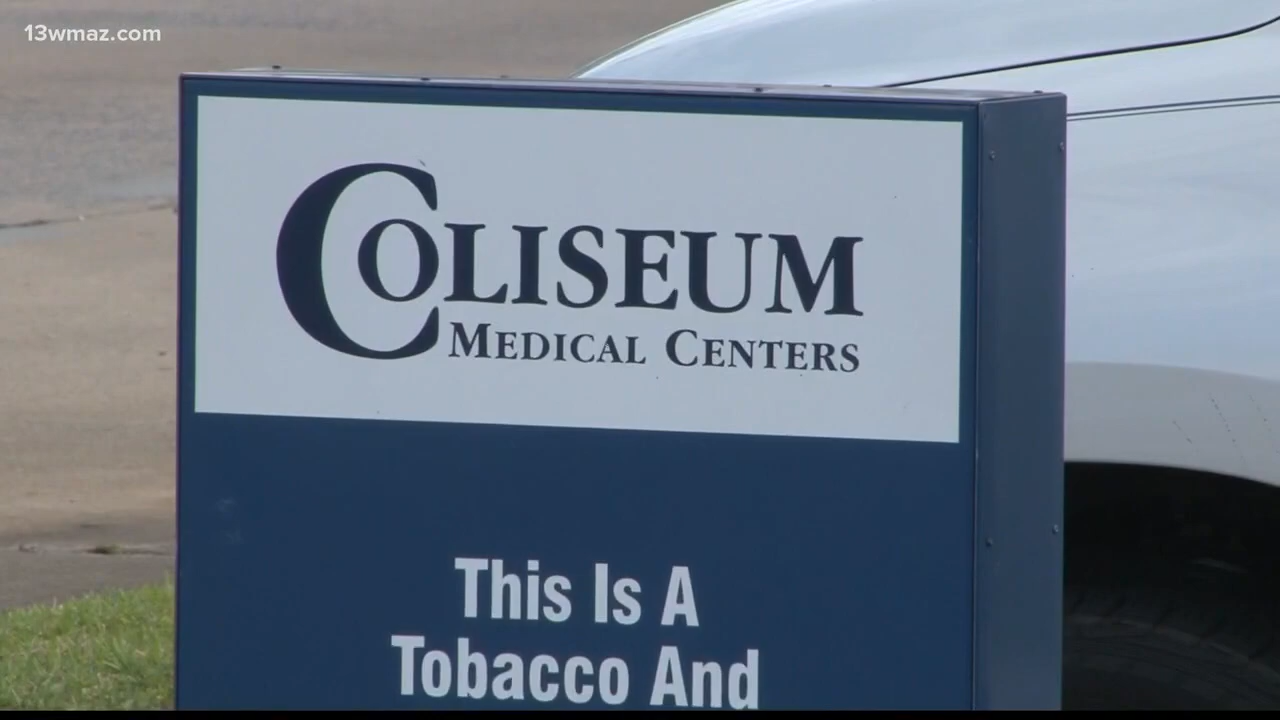 13wmaz.com
COLISEUM
MEDICAL CENTERS
This Is A
Tobacco And